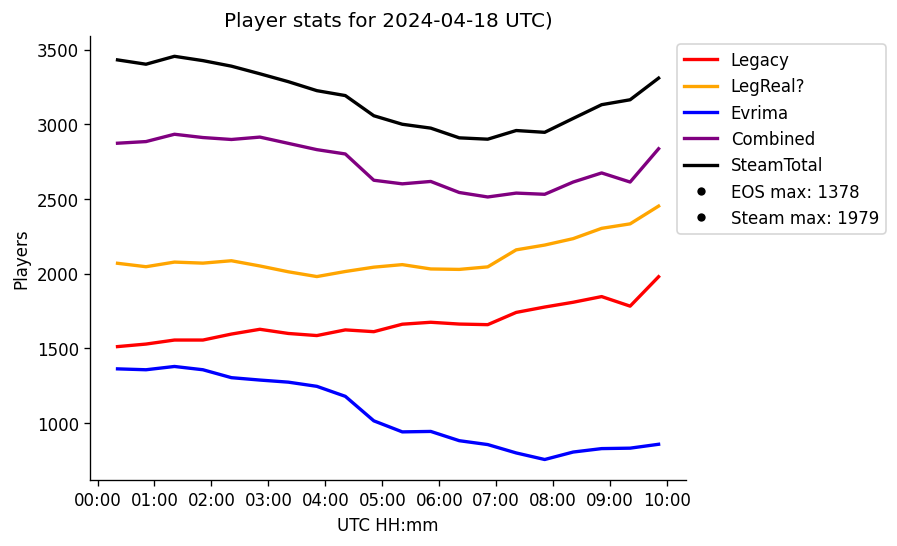 Player stats for 2024-04-18 UTC)
3500
3000
2500
2000
1500
1000
Players
00:00 01:00 02:00 03:00 04:00 05:00 06:00 07:00 08:00 09:00 10:00
UTC HH:mm
Legacy
LegReal?
Evrima
Combined
SteamTotal
EOS max: 1378
Steam max: 1979